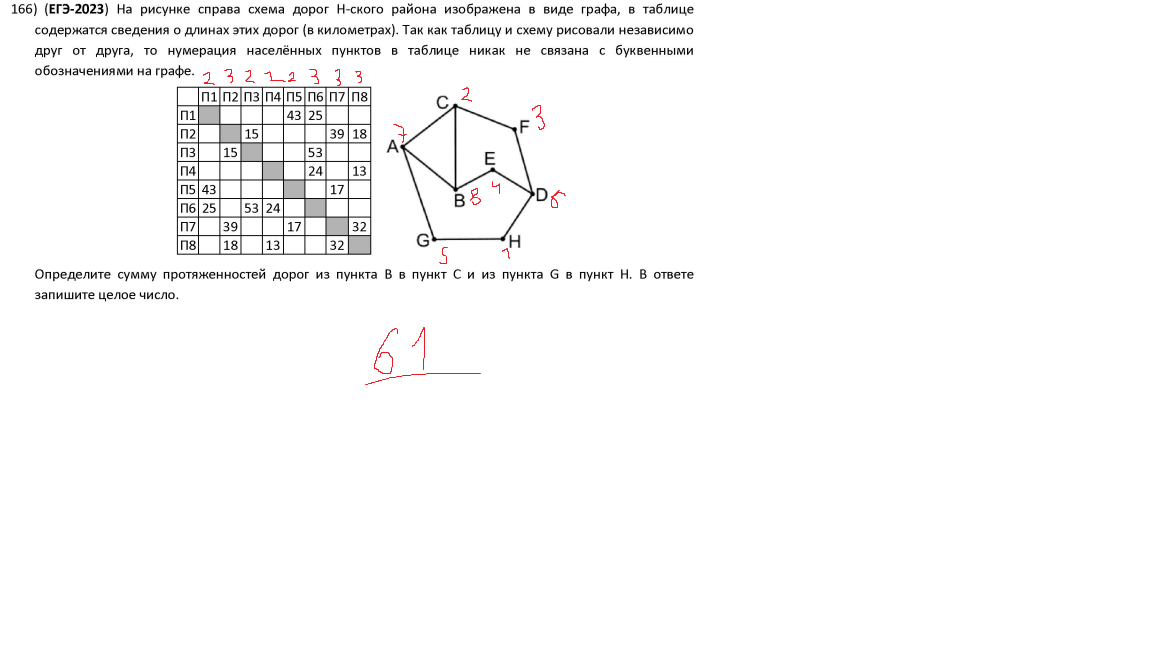 166) (ЕГЭ-2023) На рисунке справа схема дорог Н-ского района изображена в виде графа, в таблице
содержатся сведения о длинах этих дорог (в километрах). Так как таблицу и схему рисовали независимо
друг от друга, то нумерация населённых пунктов в таблице никак не связана с буквенными
обозначениями на графе.
2 3 2 2 2 3 3 3
П1 П2 П3 П4 П5 П6 П7 П8
П1 43 25
П2 15 39 18
П3 15 53
П4 24 13
П5 43 17
П6 25 53 24
П7 39 17 32
П8 18 13 32
C 2
F 3
7
A
E
B 8 4
D 6
G H
5 1
Определите сумму протяженностей дорог из пункта B в пункт C и из пункта G в пункт H. В ответе
запишите целое число.
61